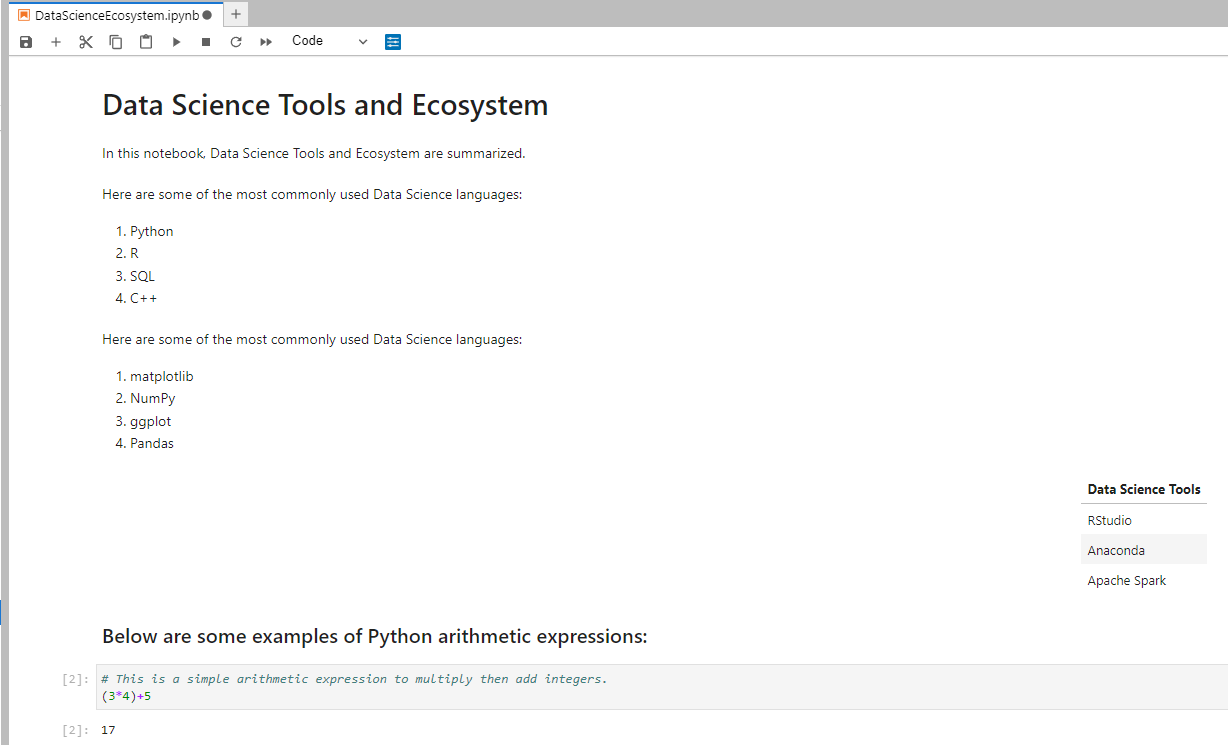 DataScienceEcosystem.ipynb
Code
Data Science Tools and Ecosystem
In this notebook, Data Science Tools and Ecosystem are summarized.
Here are some of the most commonly used Data Science languages:
1. Python
2. R
3. SQL
4. C++
Here are some of the most commonly used Data Science languages:
1. matplotlib
2. NumPy
3. ggplot
4. Pandas
Data Science Tools
RStudio
Anaconda
Apache Spark
Below are some examples of Python arithmetic expressions:
[2]: # This is a simple arithmetic expression to multiply then add integers.
(3*4)+5
[2]: 17